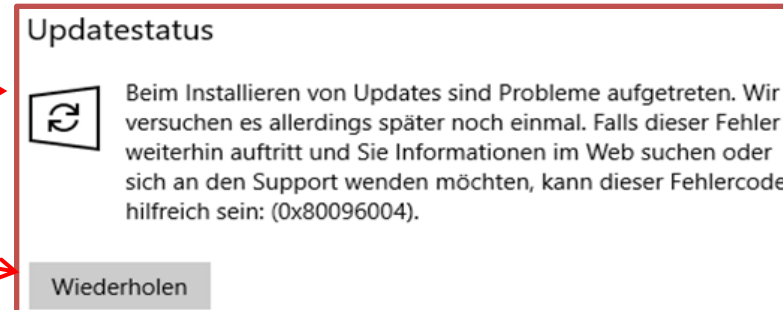 Updatestatus
Beim Installieren von Updates sind Probleme aufgetreten. Wir
versuchen es allerdings später noch einmal. Falls dieser Fehler
weiterhin auftritt und Sie Informationen im Web suchen oder
sich an den Support wenden möchten, kann dieser Fehlercode
hilfreich sein: (0x80096004).
Wiederholen